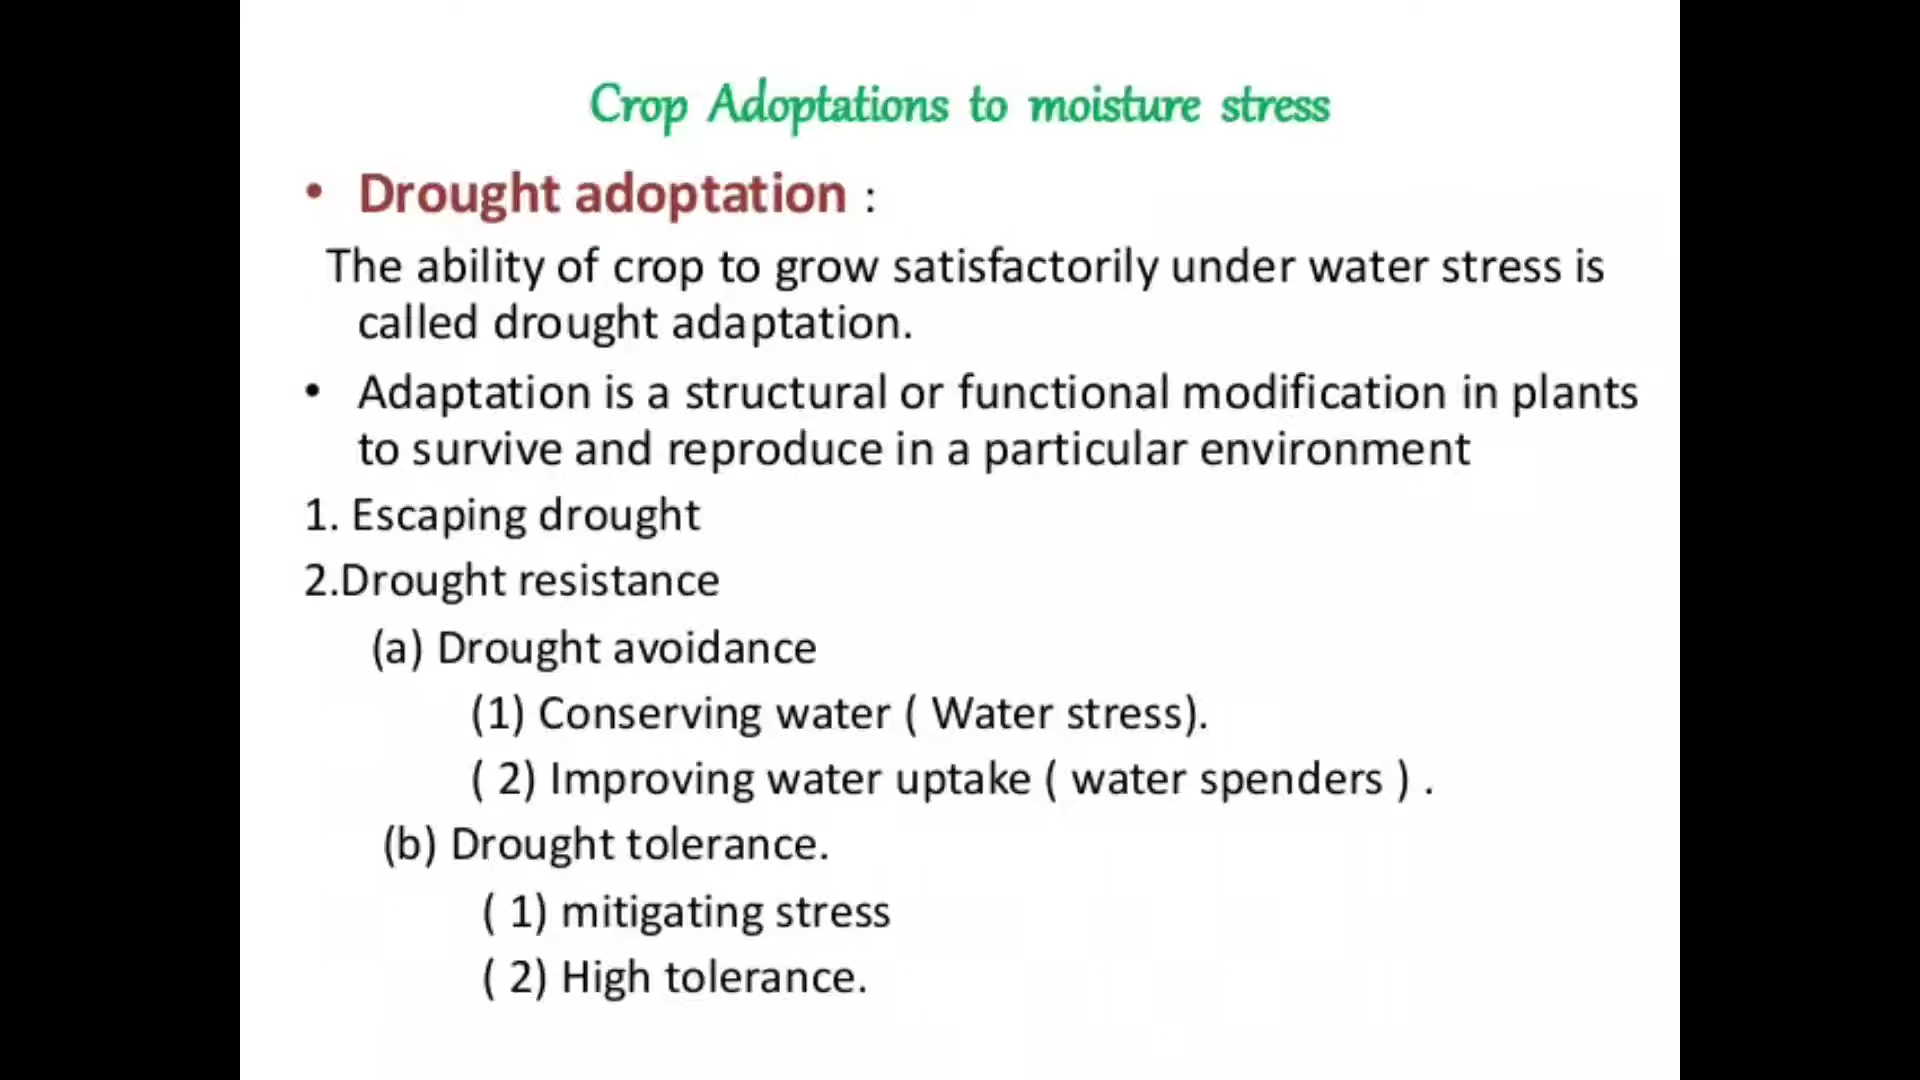 Crop Adoptations to moisture stress
• Drought adoptation :
The ability of crop to grow satisfactorily under water stress is
called drought adaptation.
• Adaptation is a structural or functional modification in plants
to survive and reproduce in a particular environment
1. Escaping drought
2.Drought resistance
(a) Drought avoidance
(1) Conserving water ( Water stress).
( 2) Improving water uptake ( water spenders ) .
(b) Drought tolerance.
( 1) mitigating stress
( 2) High tolerance.